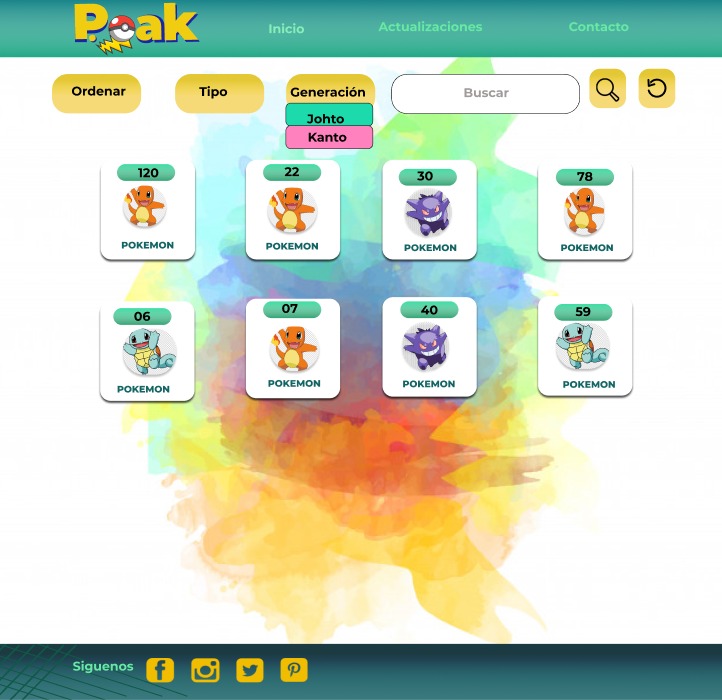 Poak
Inicio
Actualizaciones
Contacto
Ordenar
Tipo
Generación
Buscar
Johto
Kanto
120
22
30
78
POKEMON
POKEMON
POKEMON
POKEMON
06
07
40
59
POKEMON
POKEMON
POKEMON
POKEMON
Siguenos